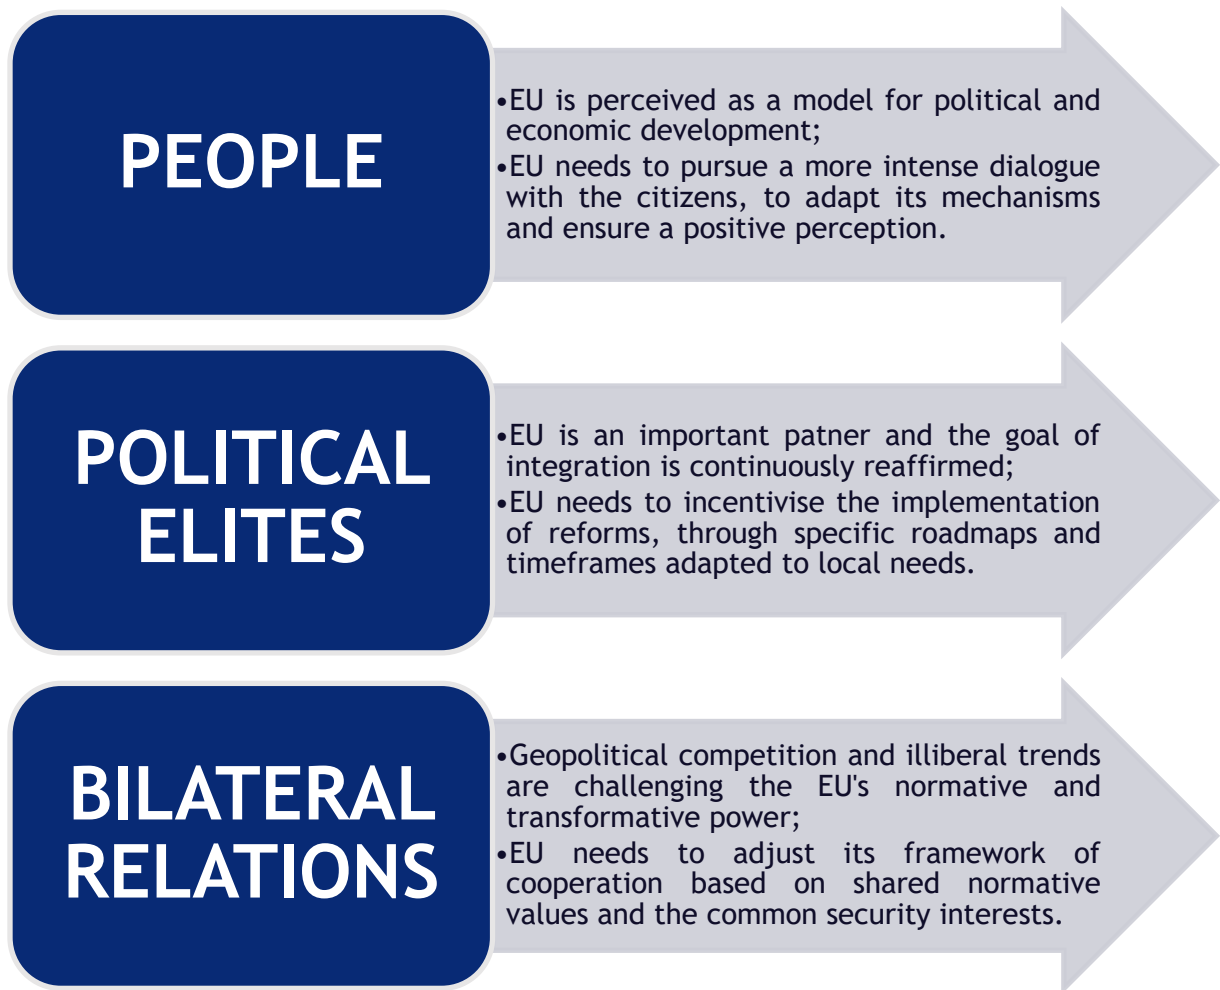 PEOPLE
•EU is perceived as a model for political and
economic development;
•EU needs to pursue a more intense dialogue
with the citizens, to adapt its mechanisms
and ensure a positive perception.
POLITICAL
ELITES
•EU is an important patner and the goal of
integration is continuously reaffirmed;
•EU needs to incentivise the implementation
of reforms, through specific roadmaps and
timeframes adapted to local needs.
BILATERAL
RELATIONS
•Geopolitical competition and illiberal trends
are challenging the EU's normative and
transformative power;
•EU needs to adjust its framework of
cooperation based on shared normative
values and the common security interests.